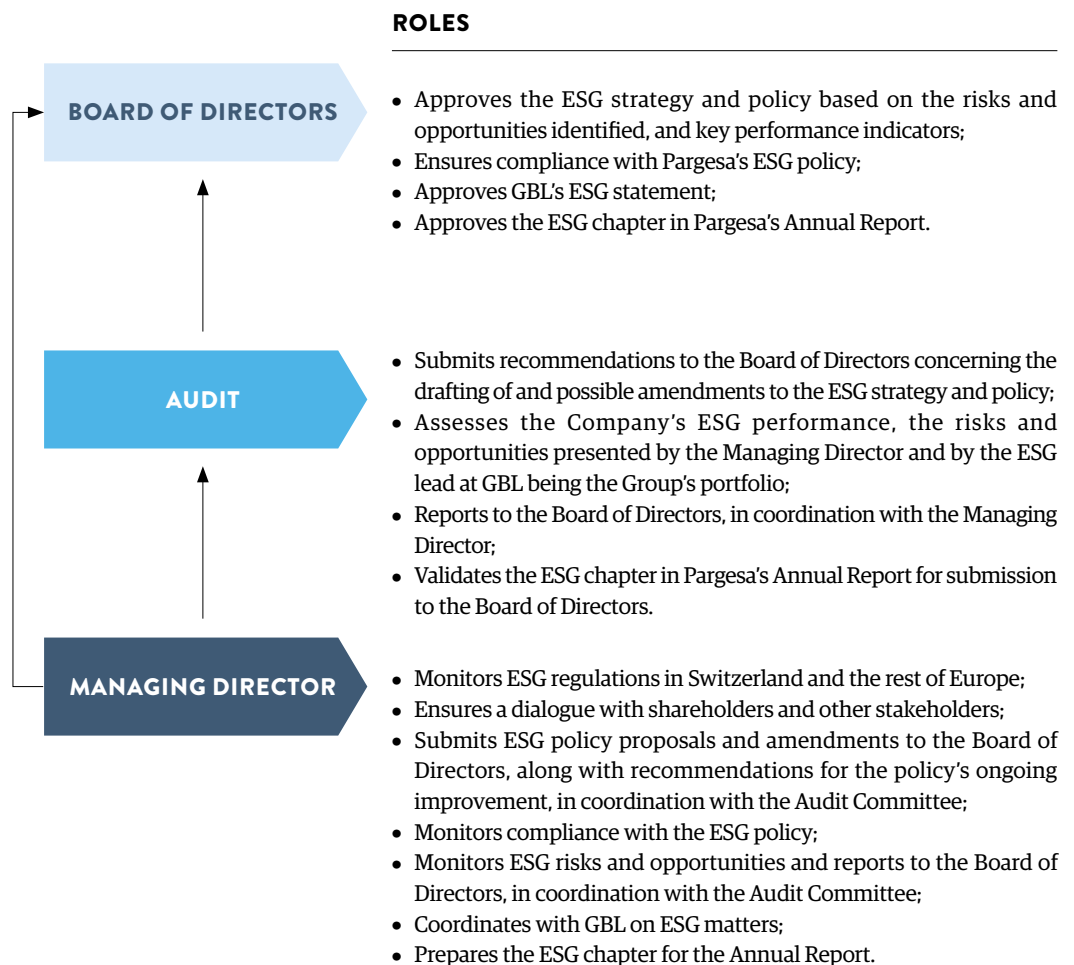 ROLES
BOARD OF DIRECTORS
• Approves the ESG strategy and policy based on the risks and
opportunities identified, and key performance indicators;
• Ensures compliance with Pargesa's ESG policy;
• Approves GBL's ESG statement;
• Approves the ESG chapter in Pargesa's Annual Report.
AUDIT
• Submits recommendations to the Board of Directors concerning the
drafting of and possible amendments to the ESG strategy and policy;
• Assesses the Company's ESG performance, the risks and
opportunities presented by the Managing Director and by the ESG
lead at GBL being the Group's portfolio;
• Reports to the Board of Directors, in coordination with the Managing
Director;
• Validates the ESG chapter in Pargesa's Annual Report for submission
to the Board of Directors.
MANAGING DIRECTOR
• Monitors ESG regulations in Switzerland and the rest of Europe;
• Ensures a dialogue with shareholders and other stakeholders;
• Submits ESG policy proposals and amendments to the Board of
Directors, along with recommendations for the policy's ongoing
improvement, in coordination with the Audit Committee;
• Monitors compliance with the ESG policy;
• Monitors ESG risks and opportunities and reports to the Board of
Directors, in coordination with the Audit Committee;
• Coordinates with GBL on ESG matters;
• Prepares the ESG chapter for the Annual Report.